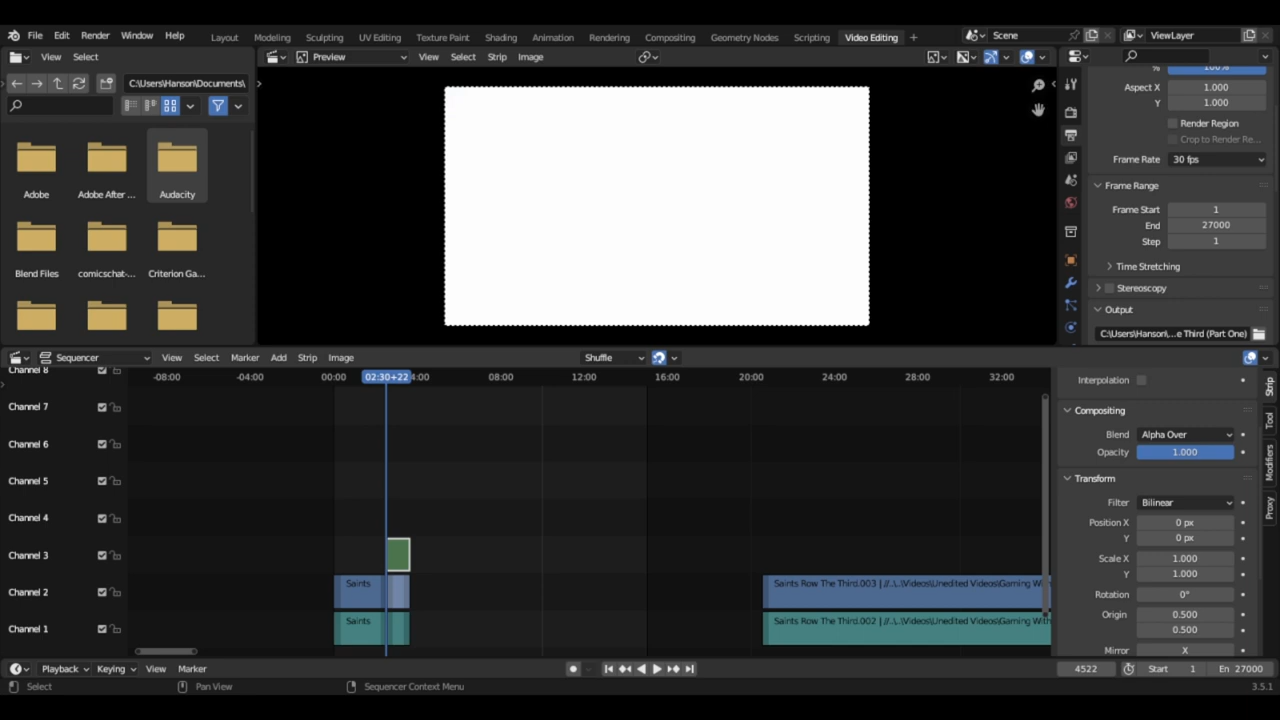 File Edit Render Window Help Layout Modeling Sculpting UV Editing Texture Paint Shading Animation Rendering Compositing Geometry Nodes Scripting Video Editing + Scene ViewLayer
View Select Preview View Select Strip Image
C:\Users\Hanson\Documents\
% 100%
Aspect X 1.000
Y 1.000
Render Region
Crop to Render Re...
Frame Rate 30 fps
Adobe Adobe After ... Audacity
Frame Range
Frame Start 1
End 27000
Step 1
Blend Files comicschat-... Criterion Ga...
Time Stretching
Stereoscopy
Output
C:\Users\Hanson\...e Third (Part One)
Sequencer View Select Marker Add Strip Image Shuffle
Channel 8 -08:00 -04:00 00:00 02:30+22 4:00 08:00 12:00 16:00 20:00 24:00 28:00 32:00
Interpolation
Channel 7
Compositing
Channel 6
Blend Alpha Over
Opacity 1.000
Channel 5
Transform
Filter Bilinear
Channel 4
Position X 0 px
Y 0 px
Channel 3
Scale X 1.000
Y 1.000
Channel 2 Saints Saints Row The Third.003 | //..\..\Videos\Unedited Videos\Gaming With
Rotation 0°
Origin 0.500
0.500
Channel 1 Saints Saints Row The Third.002 | //..\..\Videos\Unedited Videos\Gaming With
Mirror X
Strip
Tool
Modifiers
Proxy
Playback Keying View Marker 4522 Start 1 En 27000
Select Pan View Sequencer Context Menu 3.5.1